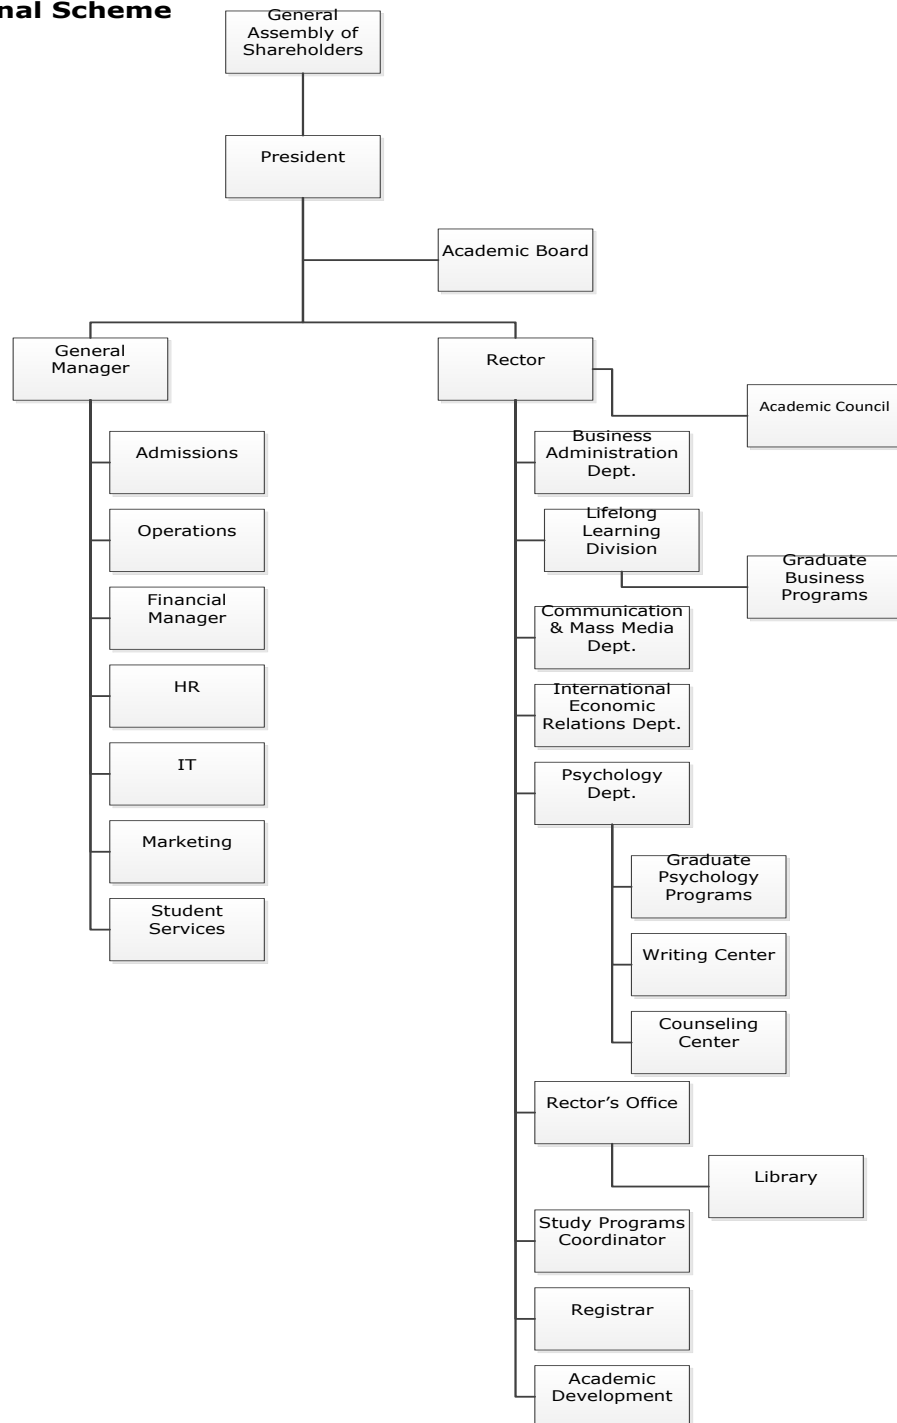 nal Scheme
General
Assembly of
Shareholders
President
Academic Board
General
Manager
Rector
Academic Council
Admissions
Operations
Financial
Manager
HR
IT
Marketing
Student
Services
Business
Administration
Dept.
Lifelong
Learning
Division
Graduate
Business
Programs
Communication
& Mass Media
Dept.
International
Economic
Relations Dept.
Psychology
Dept.
Graduate
Psychology
Programs
Writing Center
Counseling
Center
Rector’s Office
Library
Study Programs
Coordinator
Registrar
Academic
Development